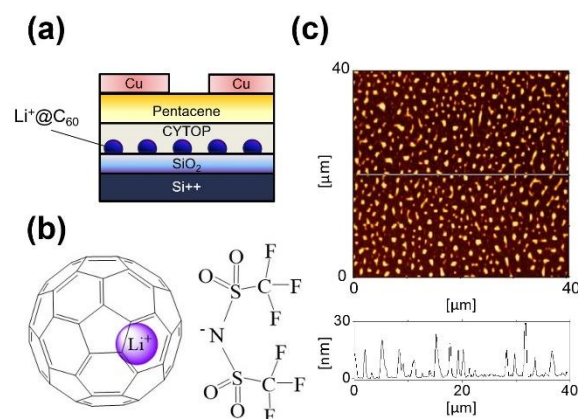 (a)
Cu Cu
Pentacene
Li⁺@C₆₀
CYTOP
SiO₂
Si++
(b)
Li⁺
O O S C F F F
- N
O O S C F F F
(c)
40
[μm]
0
0 20 40
[μm]
30
[nm]
0
0 20 40
[μm]